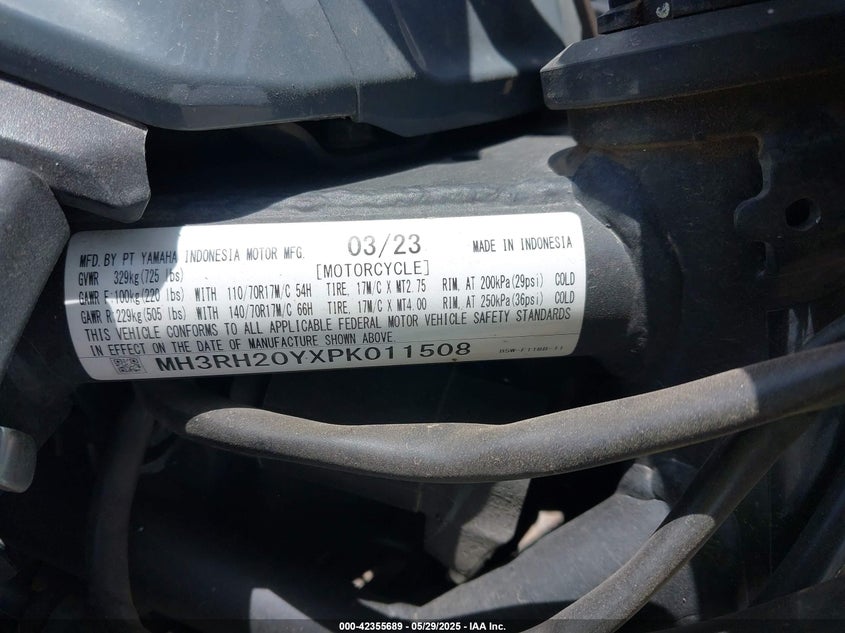 MFD. BY PT YAMAHA INDONESIA MOTOR MFG. 03/23 MADE IN INDONESIA
GVWR 329kg(725 lbs) [MOTORCYCLE]
GAWR F:100kg(220 lbs) WITH 110/70R17M/C 54H TIRE, 17M/C X MT2.75 RIM, AT 200kPa(29psi) COLD
GAWR R:229kg(505 lbs) WITH 140/70R17M/C 66H TIRE, 17M/C X MT4.00 RIM, AT 250kPa(36psi) COLD
THIS VEHICLE CONFORMS TO ALL APPLICABLE FEDERAL MOTOR VEHICLE SAFETY STANDARDS
IN EFFECT ON THE DATE OF MANUFACTURE SHOWN ABOVE.
MH3RH20YXPK011508
000-42355689 - 05/29/2025 - IAA Inc.